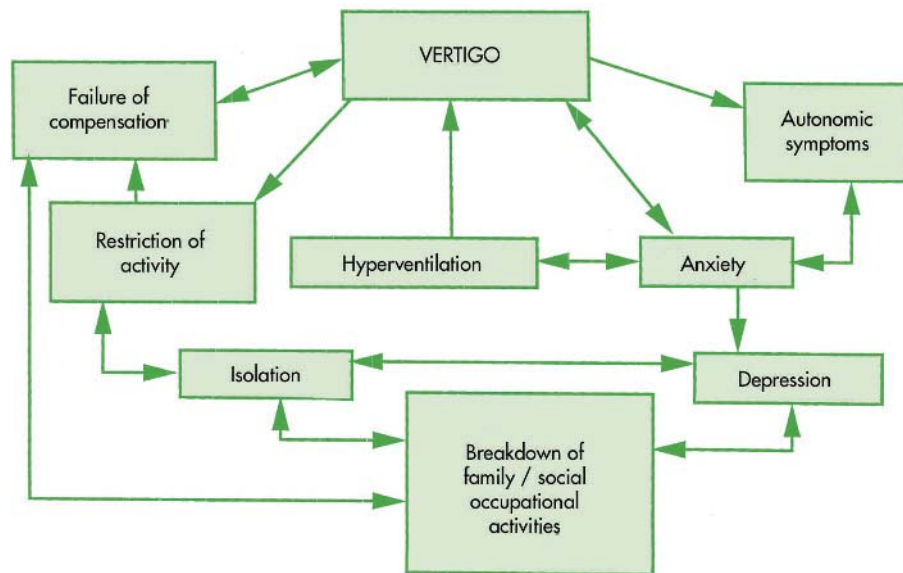 VERTIGO
Failure of
compensation
Autonomic
symptoms
Restriction of
activity
Hyperventilation
Anxiety
Isolation
Depression
Breakdown of
family / social
occupational
activities